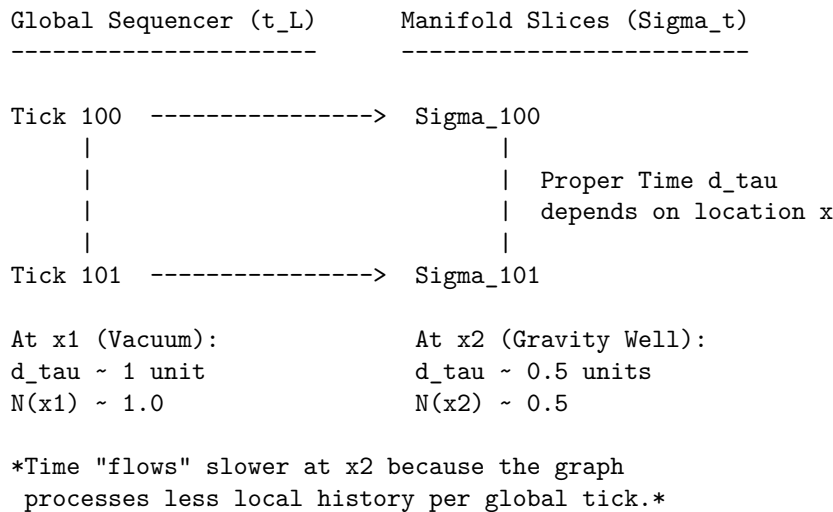 Global Sequencer (t_L)      Manifold Slices (Sigma_t)
----------------------      -------------------------
Tick 100  ---------------->  Sigma_100
|                             |
|                             |  Proper Time d_tau
|                             |  depends on location x
|                             |
Tick 101  ---------------->  Sigma_101
At x1 (Vacuum):              At x2 (Gravity Well):
d_tau ~ 1 unit               d_tau ~ 0.5 units
N(x1) ~ 1.0                  N(x2) ~ 0.5
*Time "flows" slower at x2 because the graph
processes less local history per global tick.*